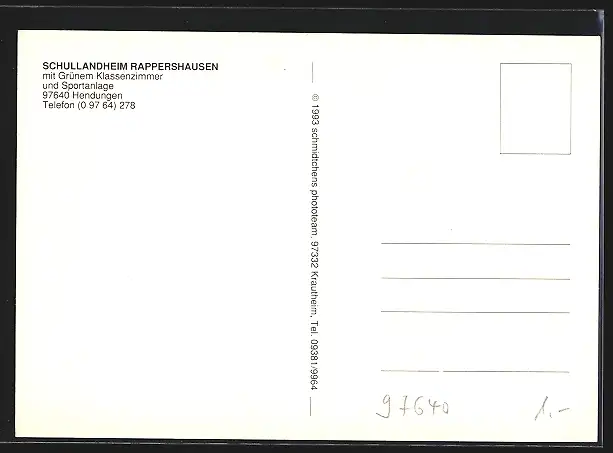 SCHULLANDHEIM RAPPERSHAUSEN
mit Grünem Klassenzimmer
und Sportanlage
97640 Hendungen
Telefon (0 97 64) 278
© 1993 schmidtchens phototeam, 97332 Krautheim, Tel. 09381/9964
97640
1.-